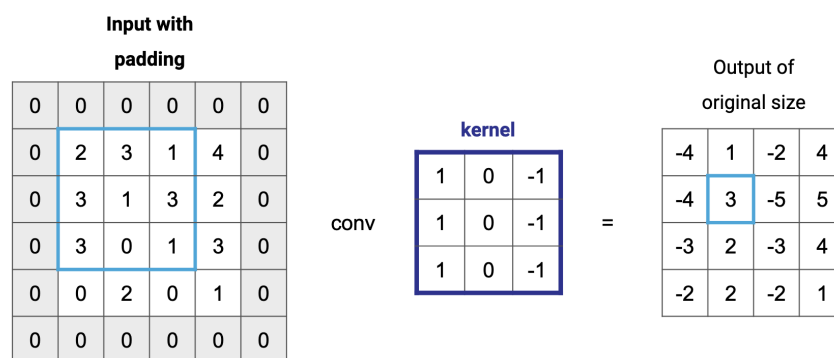 Input with
padding
0 0 0 0 0 0
0 2 3 1 4 0
0 3 1 3 2 0
0 3 0 1 3 0
0 0 2 0 1 0
0 0 0 0 0 0
conv
kernel
1 0 -1
1 0 -1
1 0 -1
=
Output of
original size
-4 1 -2 4
-4 3 -5 5
-3 2 -3 4
-2 2 -2 1